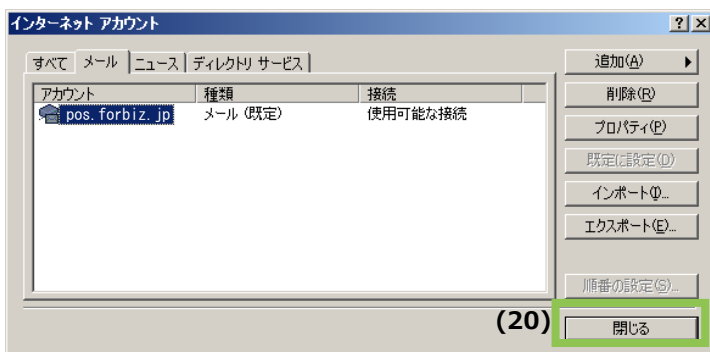 インターネット アカウント
すべて メール ニュース ディレクトリ サービス
アカウント 種類 接続
pos.forbiz.jp メール (既定) 使用可能な接続
追加(A)
削除(R)
プロパティ(P)
既定に設定(D)
インポート(I)...
エクスポート(E)...
順番の設定(S)...
(20) 閉じる